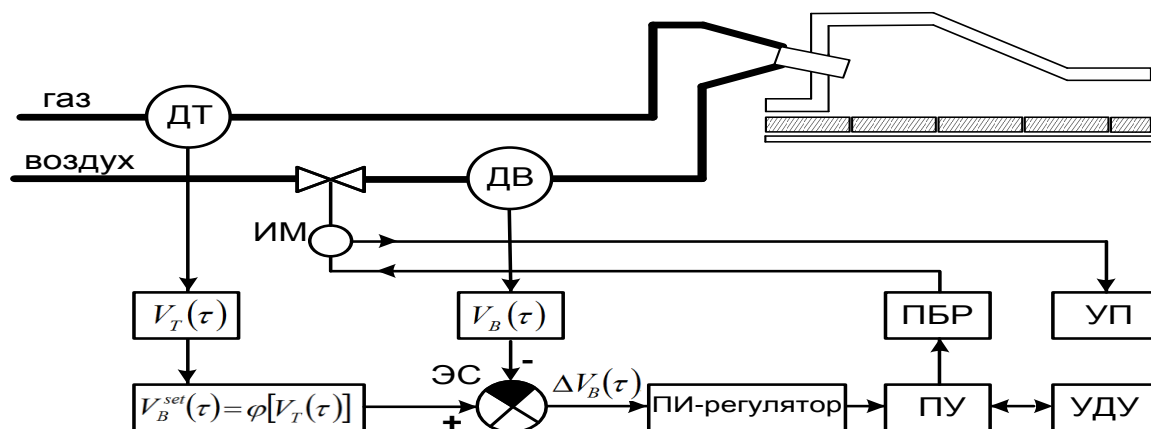 газ
ДТ
воздух
ДВ
ИМ
V_T(τ)
V_B(τ)
ПБР
УП
ЭС
-
ΔV_B(τ)
V_B^{set}(τ)=φ[V_T(τ)]
+
ПИ-регулятор
ПУ
УДУ